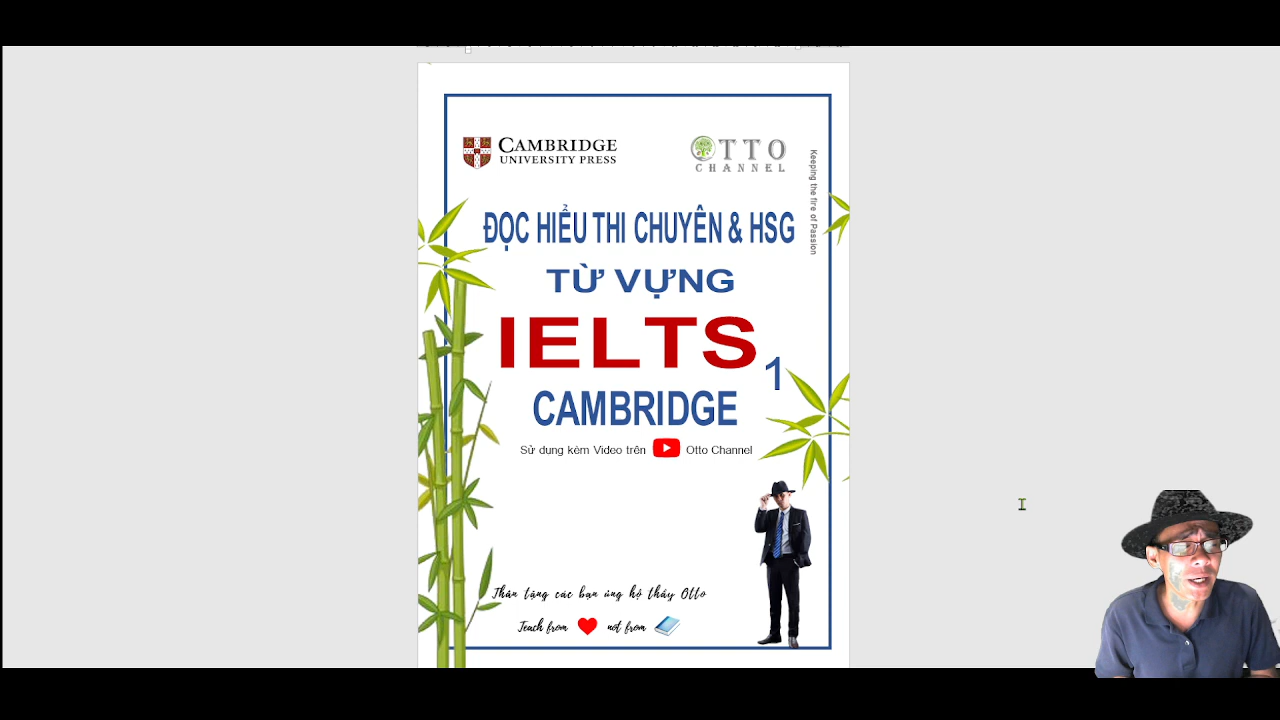 CAMBRIDGE
UNIVERSITY PRESS
OTTO
CHANNEL
Keeping the fire of Passion
ĐỌC HIỂU THI CHUYÊN & HSG
TỪ VỰNG
IELTS 1
CAMBRIDGE
Sử dung kèm Video trên Otto Channel
Thân tặng các bạn ủng hộ thầy Otto
Teach from not from